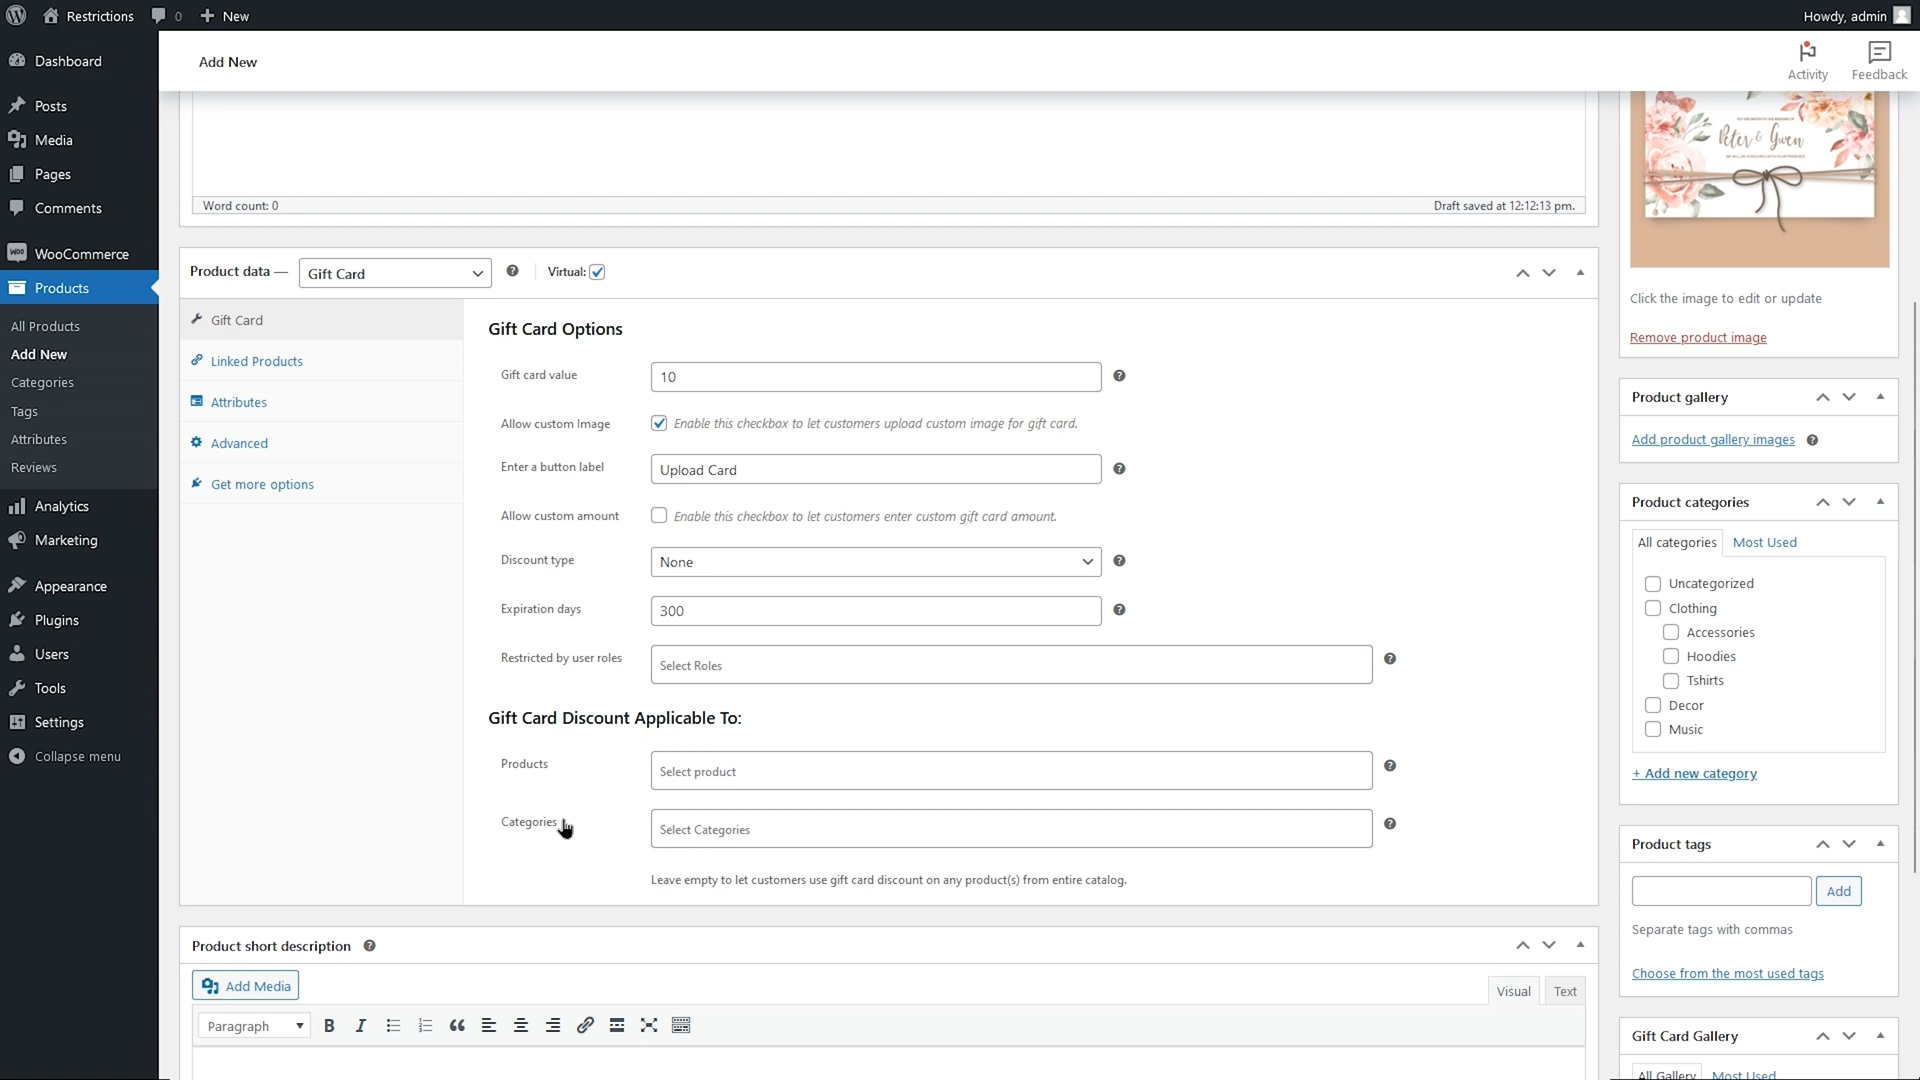 Restrictions
0
New
Howdy, admin
Dashboard
Posts
Media
Pages
Comments
WooCommerce
Products
All Products
Add New
Categories
Tags
Attributes
Reviews
Analytics
Marketing
Appearance
Plugins
Users
Tools
Settings
Collapse menu
Add New
Activity
Feedback
Word count: 0
Draft saved at 12:12:13 pm.
Product data —
Gift Card
Virtual:
Gift Card
Linked Products
Attributes
Advanced
Get more options
Gift Card Options
Gift card value
10
Allow custom Image
Enable this checkbox to let customers upload custom image for gift card.
Enter a button label
Upload Card
Allow custom amount
Enable this checkbox to let customers enter custom gift card amount.
Discount type
None
Expiration days
300
Restricted by user roles
Select Roles
Gift Card Discount Applicable To:
Products
Select product
Categories
Select Categories
Leave empty to let customers use gift card discount on any product(s) from entire catalog.
Product short description
Add Media
Visual
Text
Paragraph
Peter & Gwen
Click the image to edit or update
Remove product image
Product gallery
Add product gallery images
Product categories
All categories
Most Used
Uncategorized
Clothing
Accessories
Hoodies
Tshirts
Decor
Music
+ Add new category
Product tags
Add
Separate tags with commas
Choose from the most used tags
Gift Card Gallery
All Gallery
Most Used